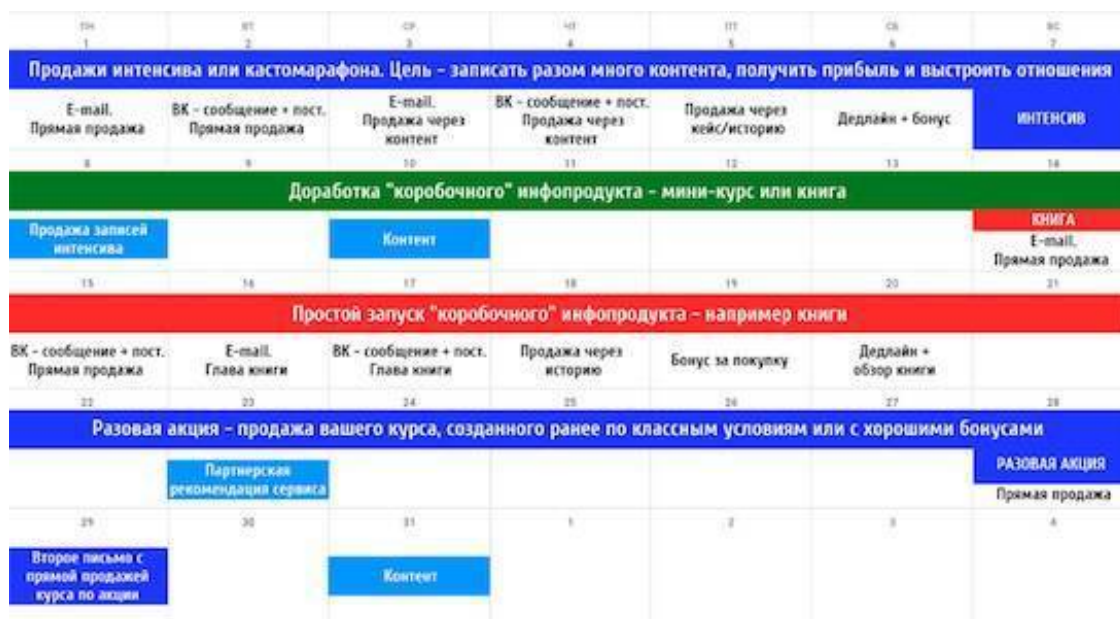 ПН ВТ СР ЧТ ПТ СБ ВС
1 2 3 4 5 6 7
Продажи интенсива или кастомарафона. Цель - записать разом много контента, получить прибыль и выстроить отношения
E-mail.
Прямая продажа
ВК - сообщение + пост.
Прямая продажа
E-mail.
Продажа через
контент
ВК - сообщение + пост.
Продажа через
контент
Продажа через
кейс/историю
Дедлайн + бонус
ИНТЕНСИВ
8 9 10 11 12 13 14
Доработка "коробочного" инфопродукта - мини-курс или книга
Продажа записей
интенсива
Контент
КНИГА
E-mail.
Прямая продажа
15 16 17 18 19 20 21
Простой запуск "коробочного" инфопродукта - например книги
ВК - сообщение + пост.
Прямая продажа
E-mail.
Глава книги
ВК - сообщение + пост.
Глава книги
Продажа через
историю
Бонус за покупку
Дедлайн +
обзор книги
22 23 24 25 26 27 28
Разовая акция - продажа вашего курса, созданного ранее по классным условиям или с хорошими бонусами
Партнерская
рекомендация сервиса
РАЗОВАЯ АКЦИЯ
Прямая продажа
29 30 31 1 2 3 4
Второе письмо с
прямой продажей
курса по акции
Контент